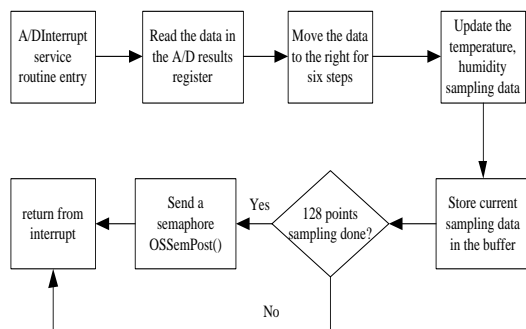 A/DInterrupt
service
routine entry
Read the data in
the A/D results
register
Move the data
to the right for
six steps
Update the
temperature,
humidity
sampling data
Store current
sampling data
in the buffer
128 points
sampling done?
Yes
Send a
semaphore
OSSemPost()
return from
interrupt
No